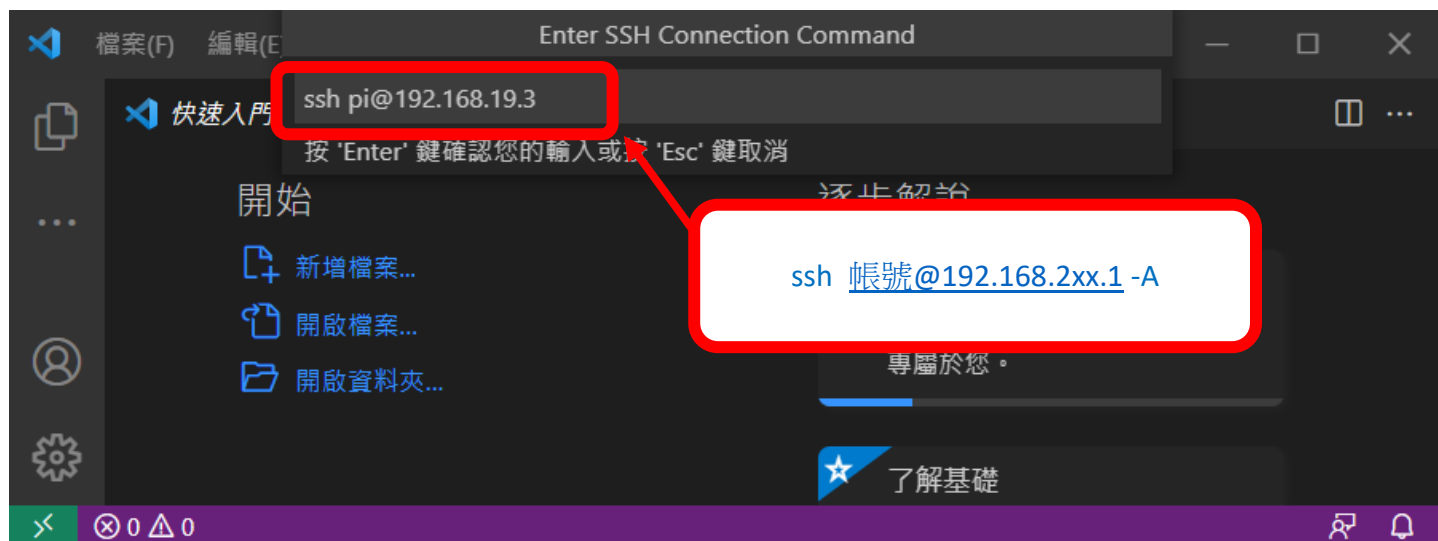 檔案(F) 編輯(E
Enter SSH Connection Command
ssh pi@192.168.19.3
快速入門
按 'Enter' 鍵確認您的輸入或按 'Esc' 鍵取消
開始
逐步解說
新增檔案...
ssh 帳號@192.168.2xx.1 -A
開啟檔案...
專屬於您。
開啟資料夾...
了解基礎
0 0